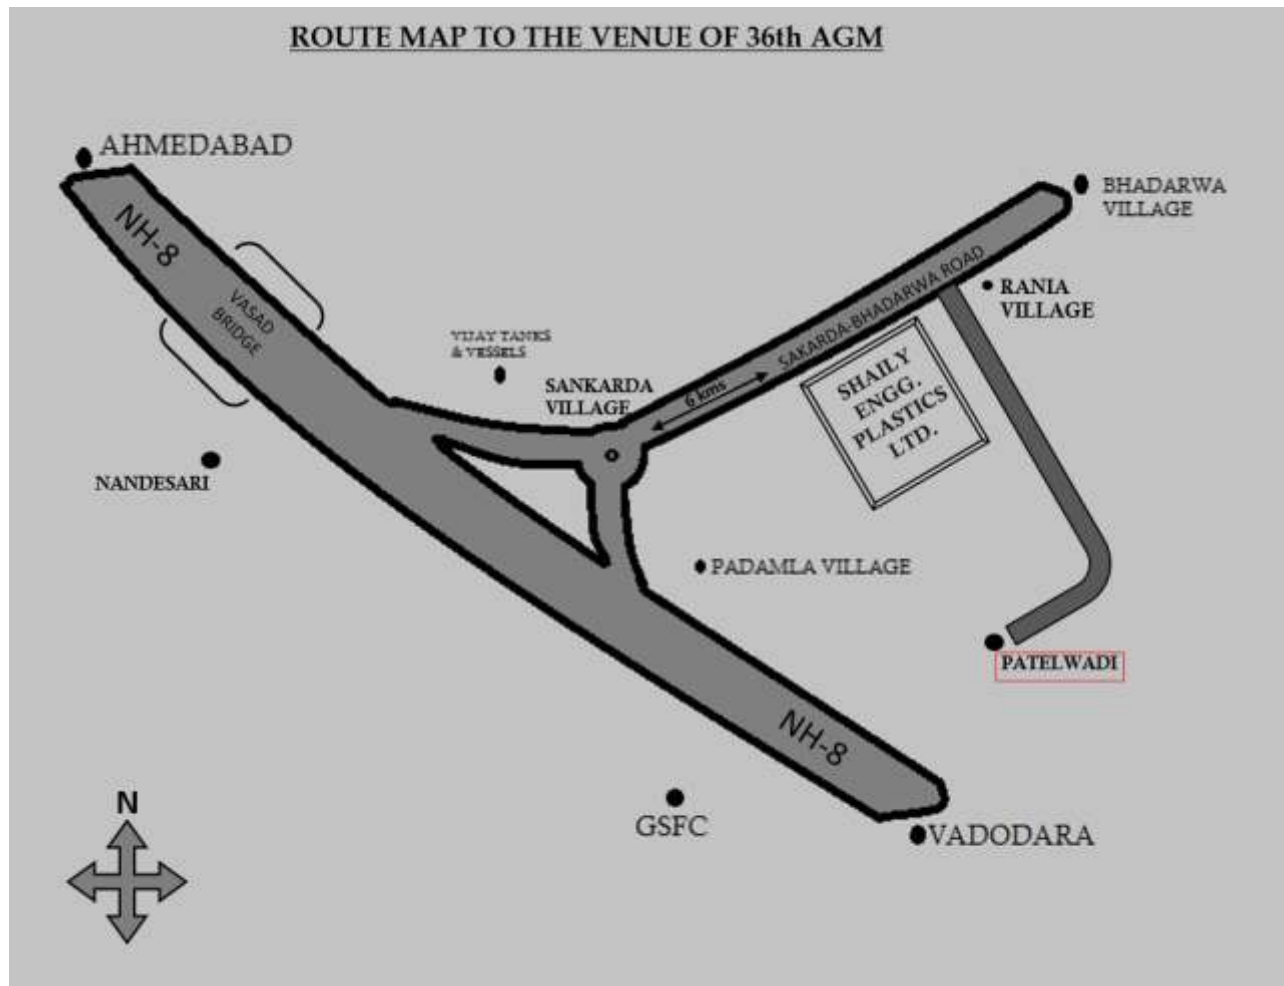 ROUTE MAP TO THE VENUE OF 36th AGM
AHMEDABAD
NH-8
VASAD
BRIDGE
NANDESARI
VIJAY TANKS
& VESSELS
SANKARDA
VILLAGE
6 kms
SAKARDA-BHADARWA ROAD
BHADARWA
VILLAGE
RANIA
VILLAGE
SHAILY
ENGG.
PLASTICS
LTD.
PADAMLA VILLAGE
PATELWADI
NH-8
GSFC
VADODARA
N